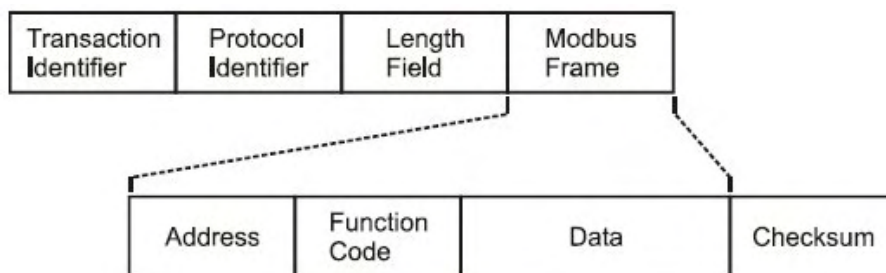 Transaction Protocol Length Modbus
Identifier Identifier Field Frame
Address Function Code Data Checksum